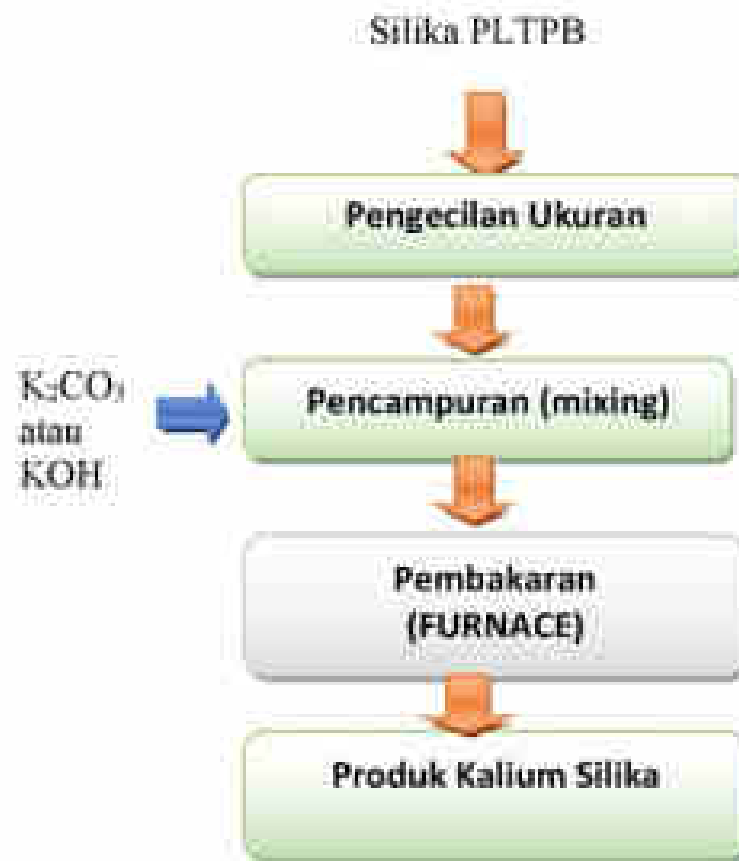 Silika PLTPB
Pengecilan Ukuran
K₂CO₃
atau
KOH
Pencampuran (mixing)
Pembakaran
(FURNACE)
Produk Kalium Silika